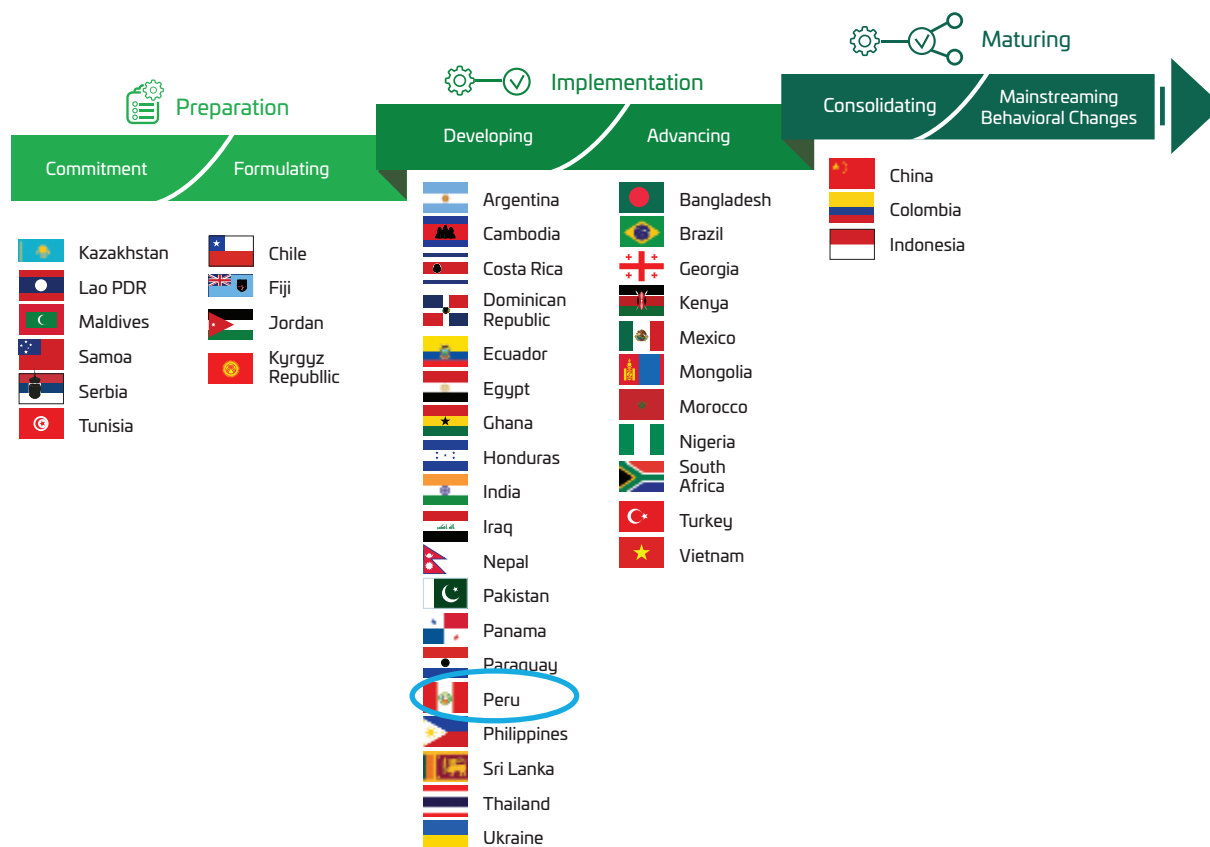 Preparation
Implementation
Maturing
Commitment
Formulating
Developing
Advancing
Consolidating
Mainstreaming
Behavioral Changes
Kazakhstan
Lao PDR
Maldives
Samoa
Serbia
Tunisia
Chile
Fiji
Jordan
Kyrgyz
Republlic
Argentina
Cambodia
Costa Rica
Dominican
Republic
Ecuador
Egypt
Ghana
Honduras
India
Iraq
Nepal
Pakistan
Panama
Paraguay
Peru
Philippines
Sri Lanka
Thailand
Ukraine
Bangladesh
Brazil
Georgia
Kenya
Mexico
Mongolia
Morocco
Nigeria
South
Africa
Turkey
Vietnam
China
Colombia
Indonesia